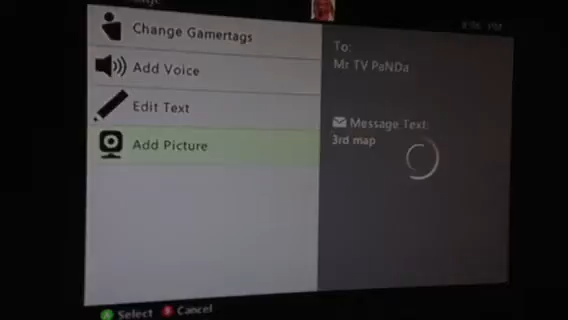 Change Gamertags
Add Voice
Edit Text
Add Picture
To:
Mr TV PaNDa
Message Text:
3rd map
A Select B Cancel